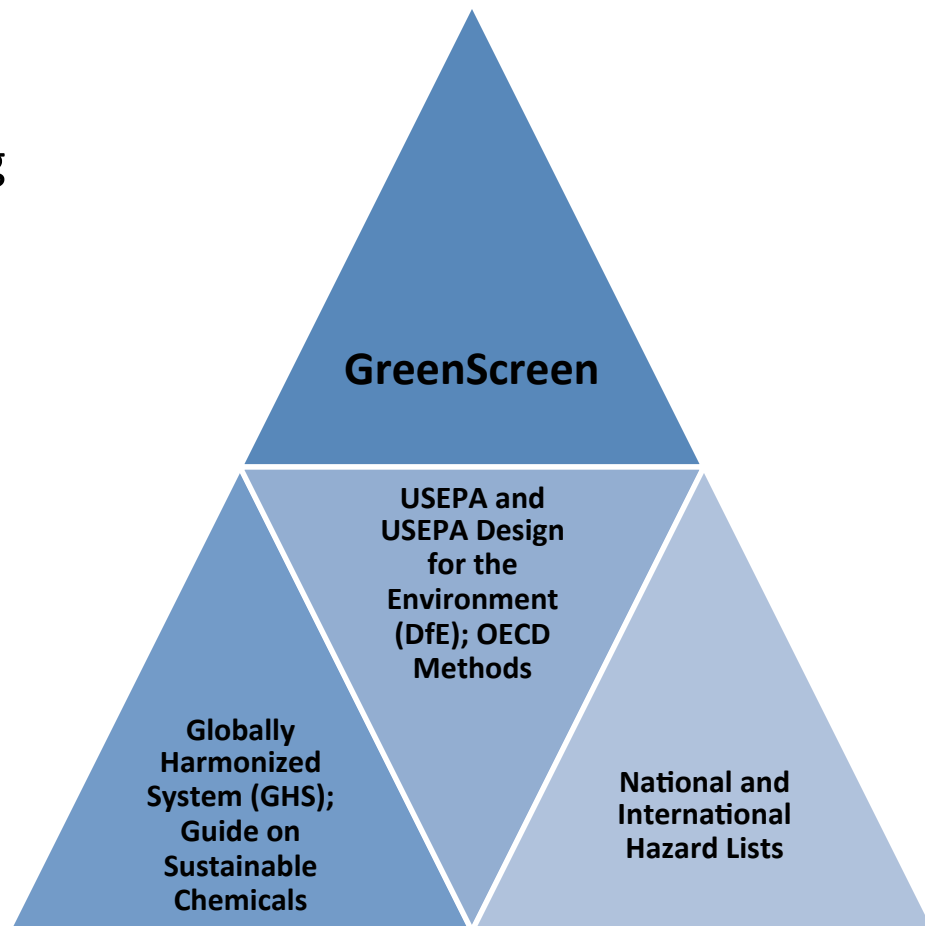 GreenScreen
USEPA and
USEPA Design
for the
Environment
(DfE); OECD
Methods
Globally
Harmonized
System (GHS);
Guide on
Sustainable
Chemicals
National and
International
Hazard Lists